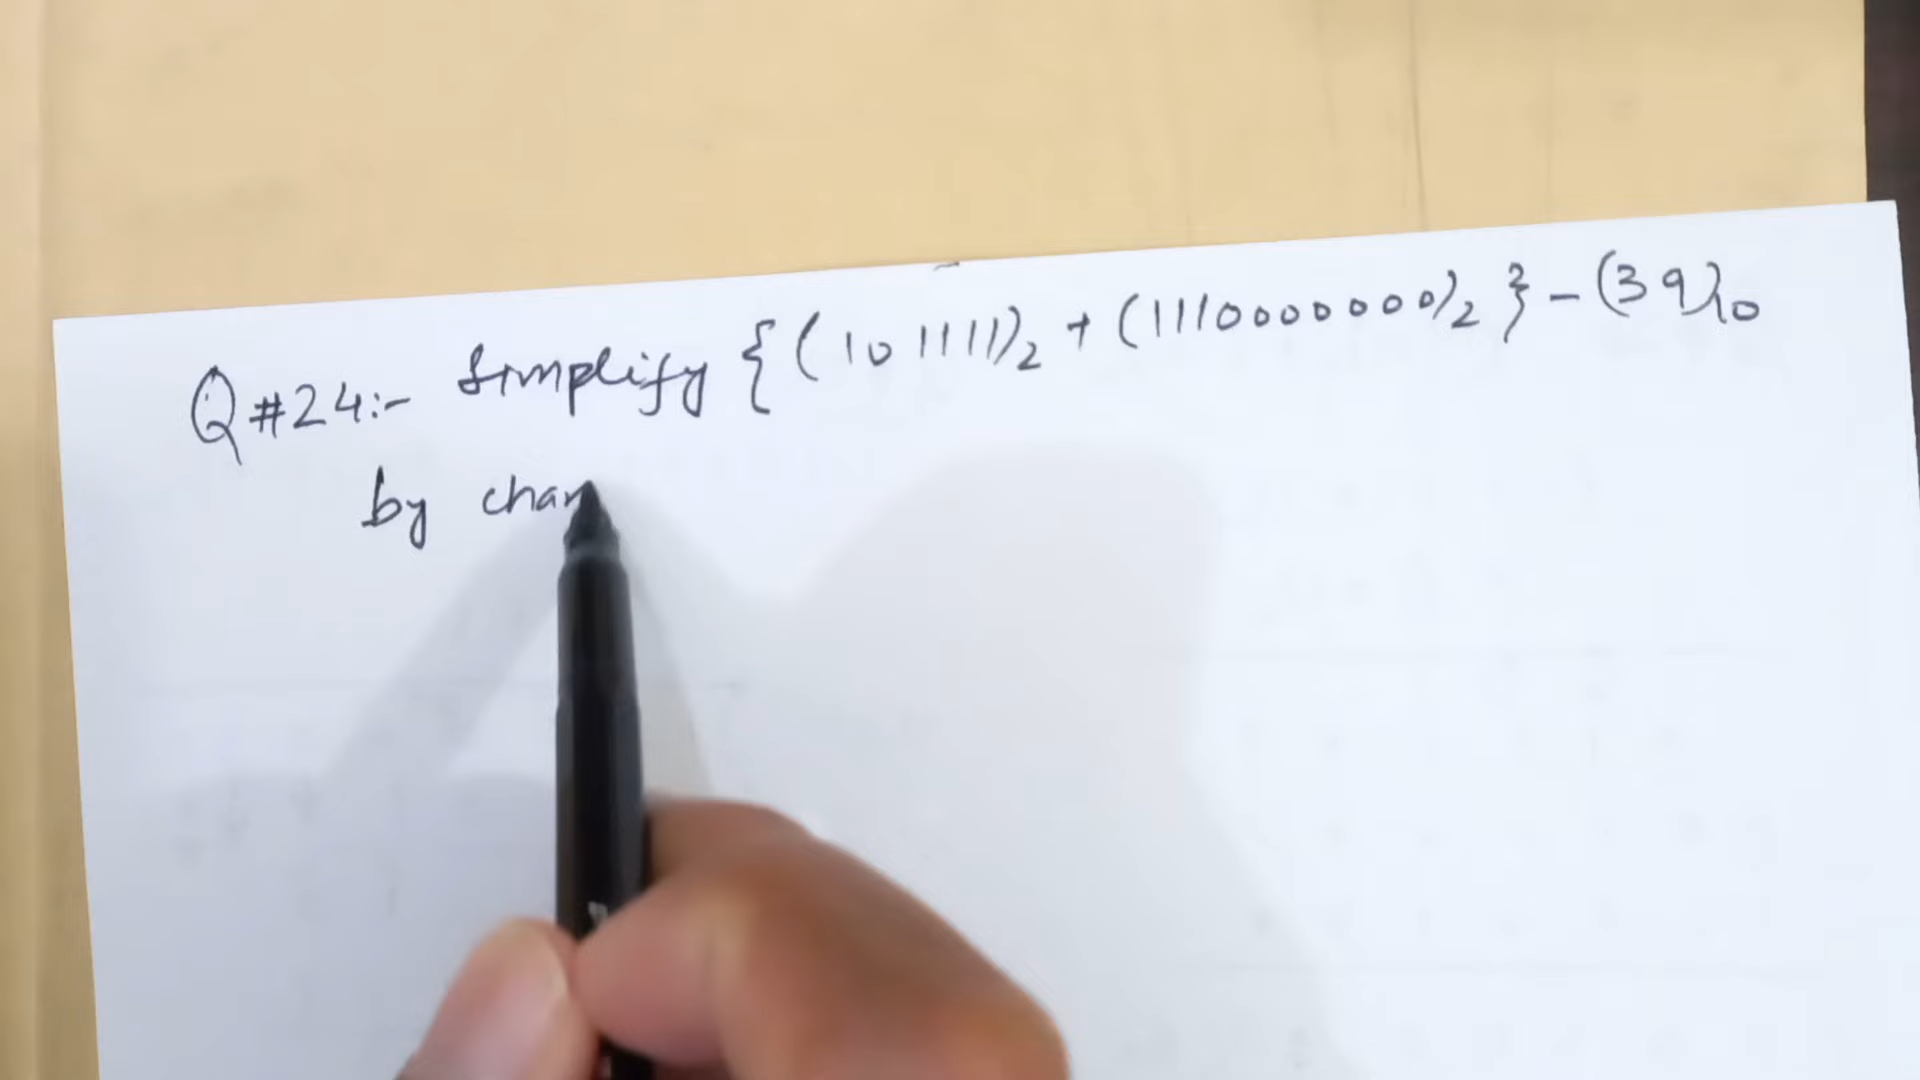 Q#24:- Simplify {(101111)₂ + (1110000000)₂} - (39)₁₀
by chan